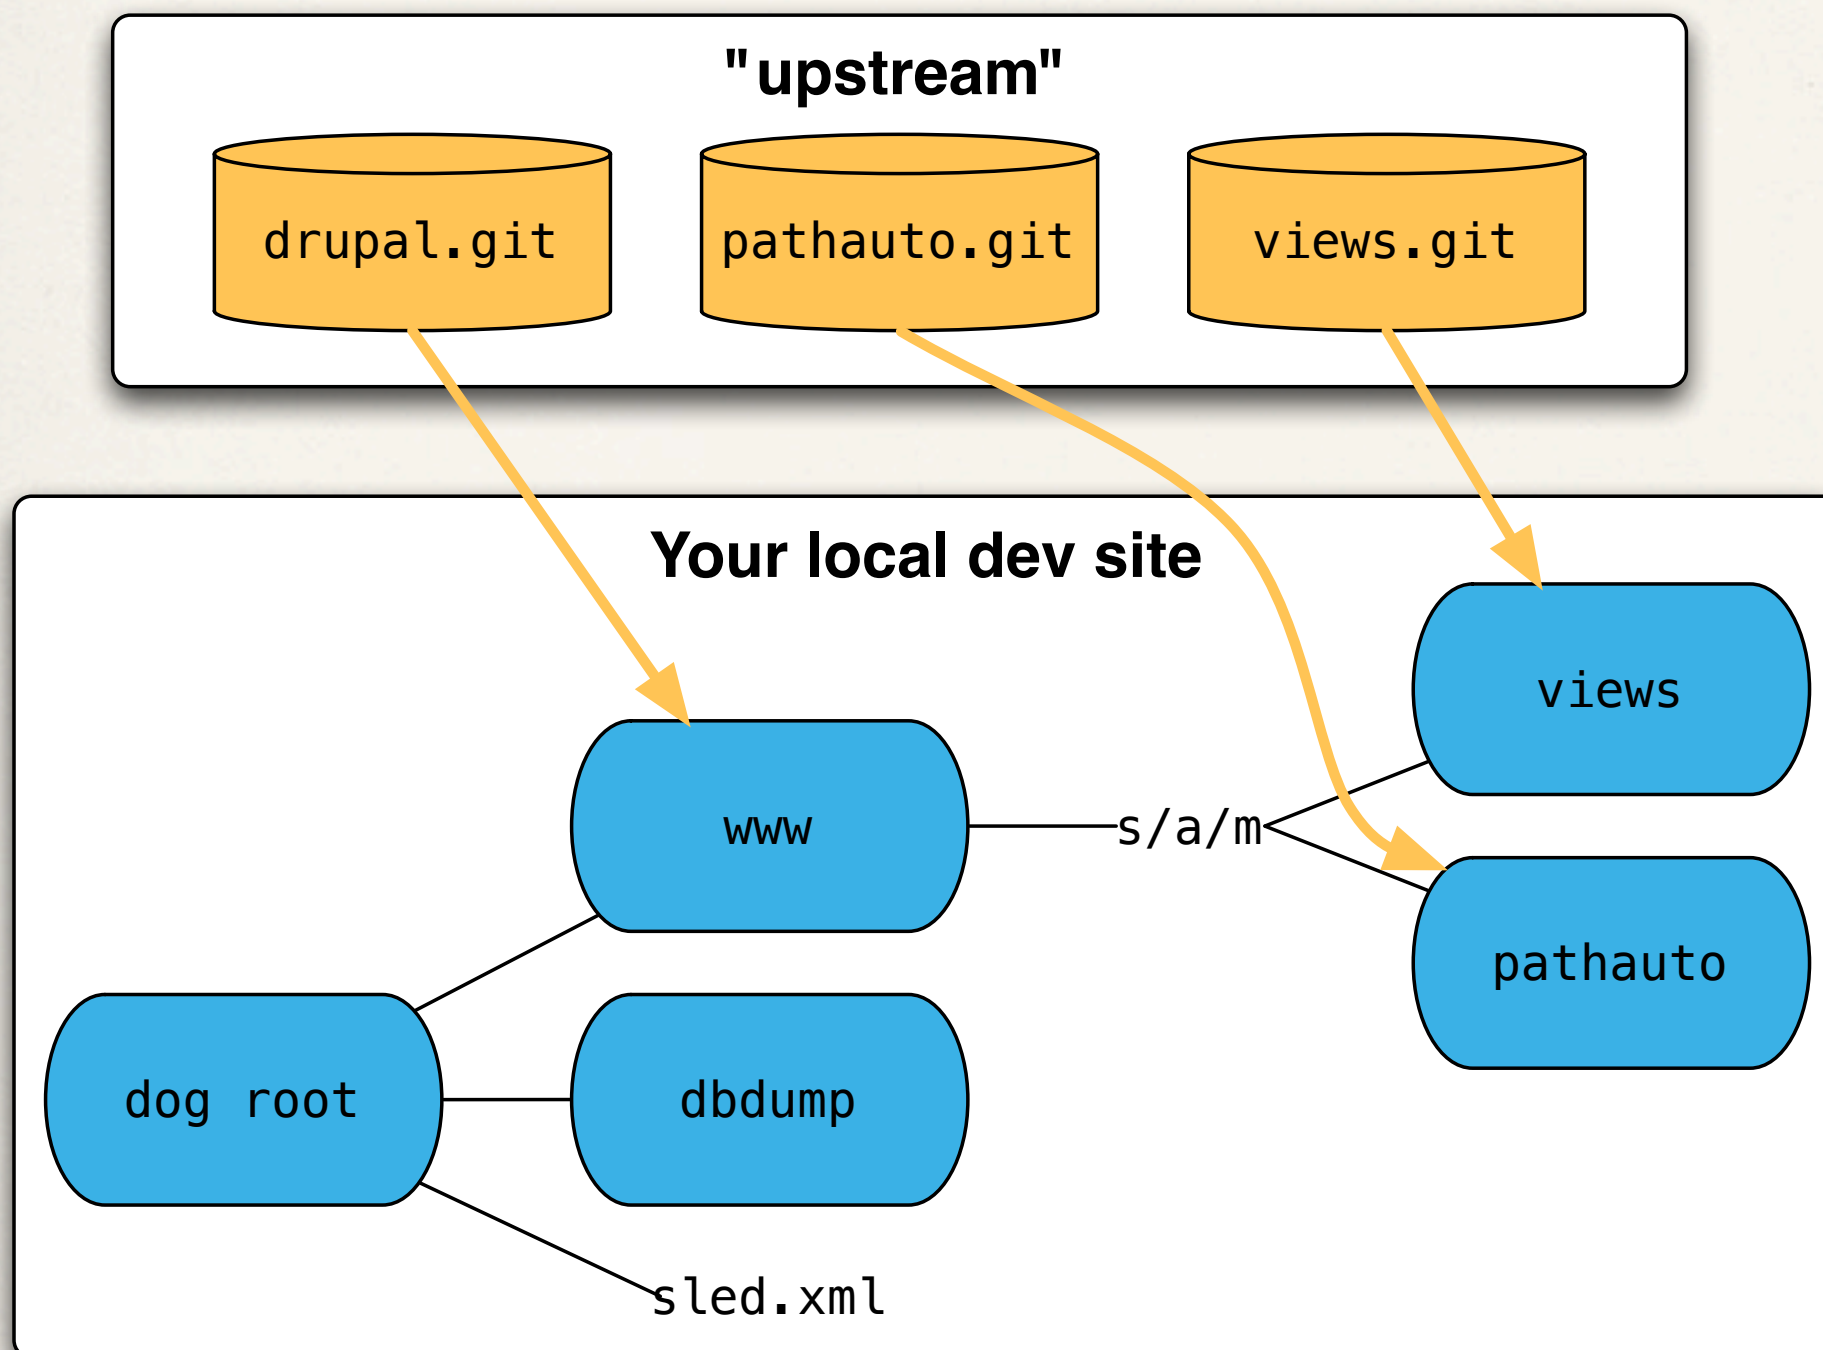 "upstream"
drupal.git
pathauto.git
views.git
Your local dev site
views
www
s/a/m
pathauto
dog root
dbdump
sled.xml